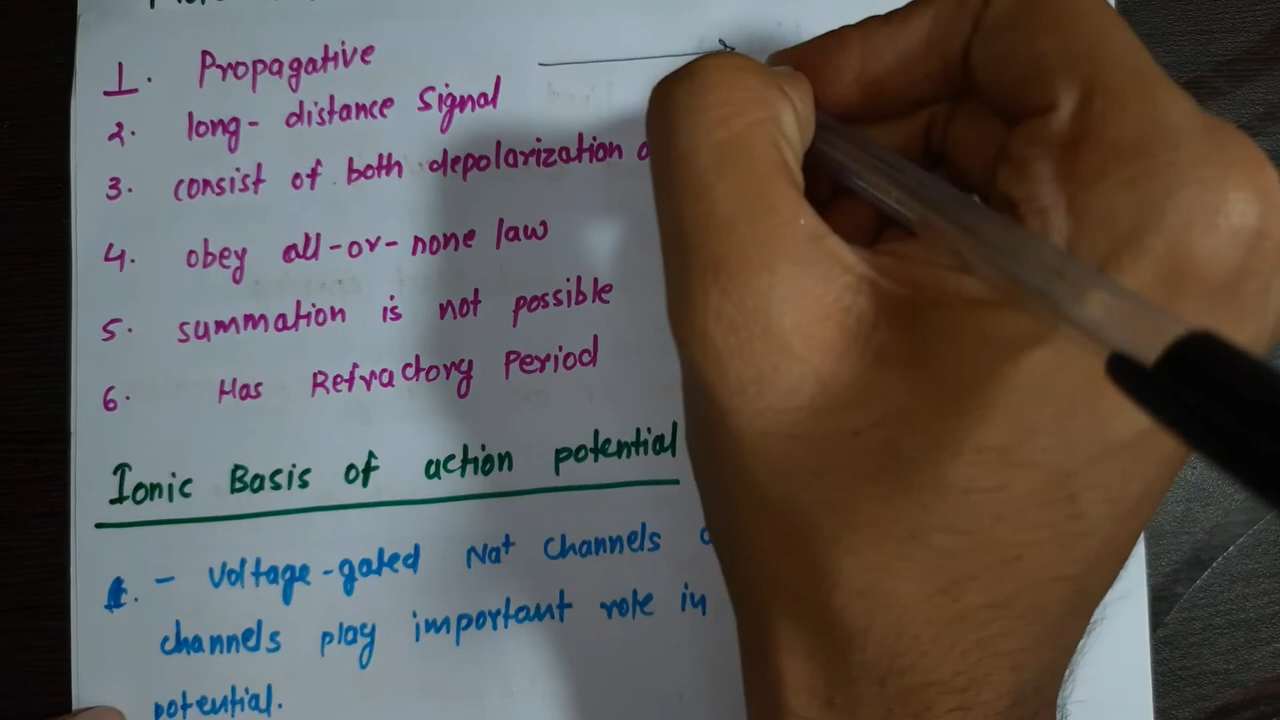 1. Propagative
2. long-distance signal
3. consist of both depolarization
4. obey all-or-none law
5. summation is not possible
6. Has Refractory Period
Ionic Basis of action potential
- Voltage-gated Na+ channels
channels play important role in
potential.